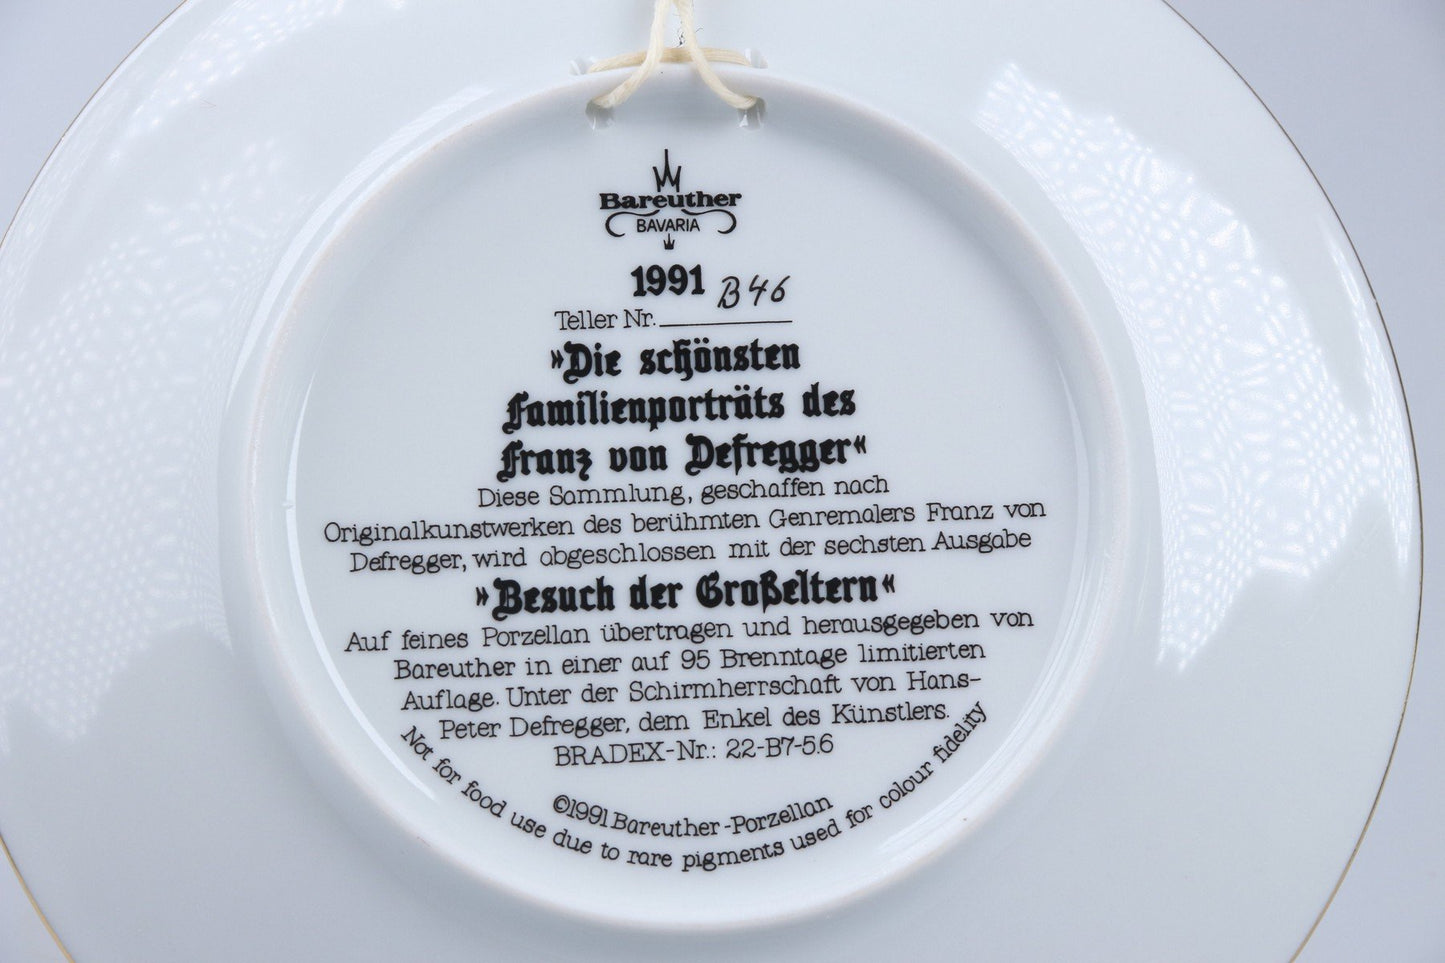 Bareuther
BAVARIA
1991 B46
Teller Nr.
»Die schönsten
Familienporträts des
Franz von Defregger«
Diese Sammlung, geschaffen nach
Originalkunstwerken des berühmten Genremalers Franz von
Defregger, wird abgeschlossen mit der sechsten Ausgabe
»Besuch der Großeltern«
Auf feines Porzellan übertragen und herausgegeben von
Bareuther in einer auf 95 Brenntage limitierten
Auflage. Unter der Schirmherrschaft von Hans-
Peter Defregger, dem Enkel des Künstlers.
BRADEX-Nr.: 22-B7-5.6
©1991 Bareuther-Porzellan
Not for food use due to rare pigments used for colour fidelity